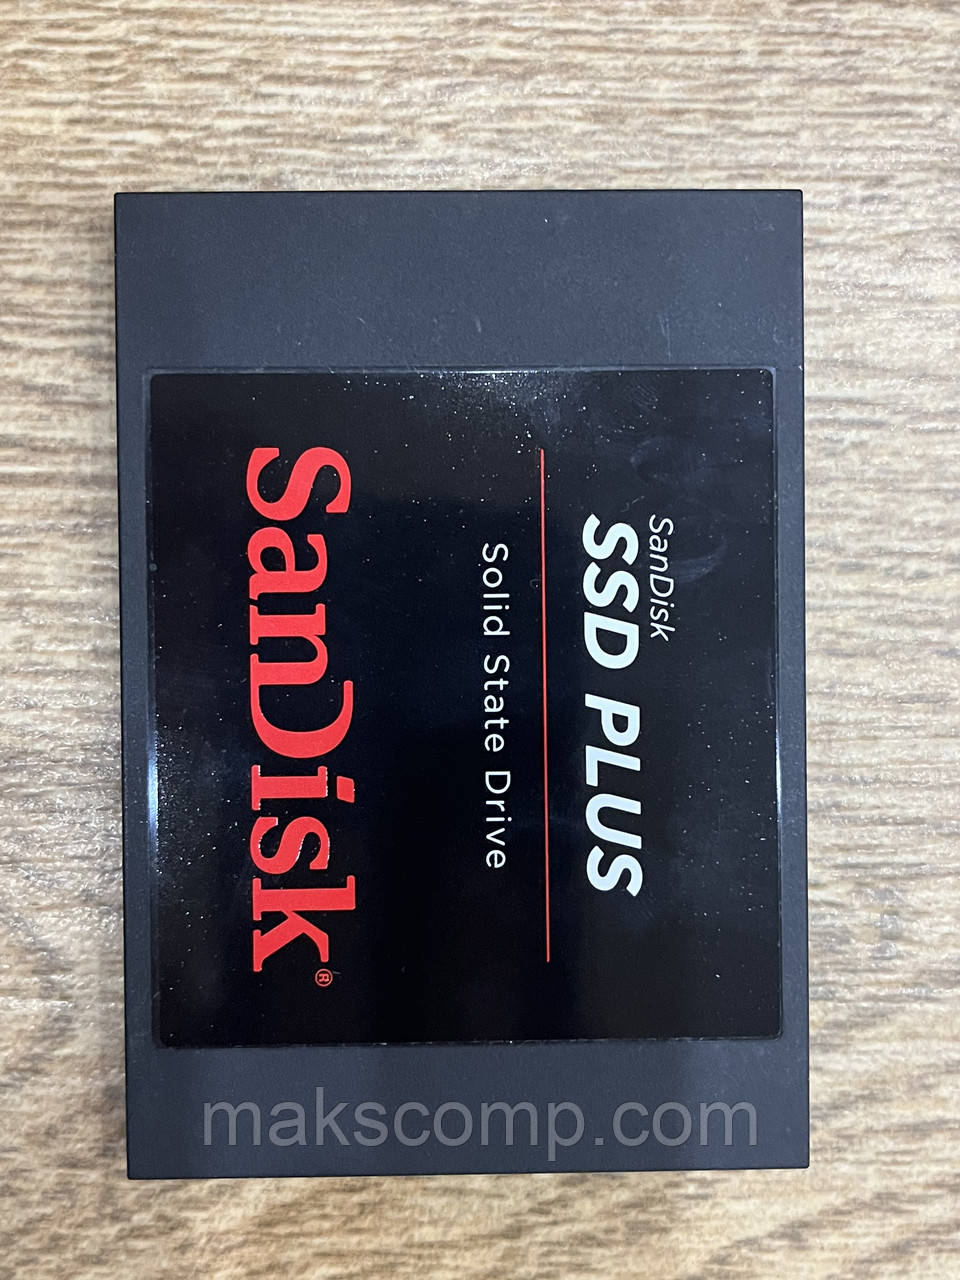 SanDisk
SSD PLUS
Solid State Drive
SanDisk®
makscomp.com